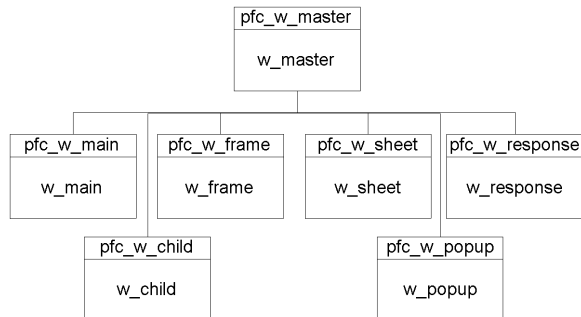 pfc_w_master
w_master
pfc_w_main
w_main
pfc_w_frame
w_frame
pfc_w_sheet
w_sheet
pfc_w_response
w_response
pfc_w_child
w_child
pfc_w_popup
w_popup